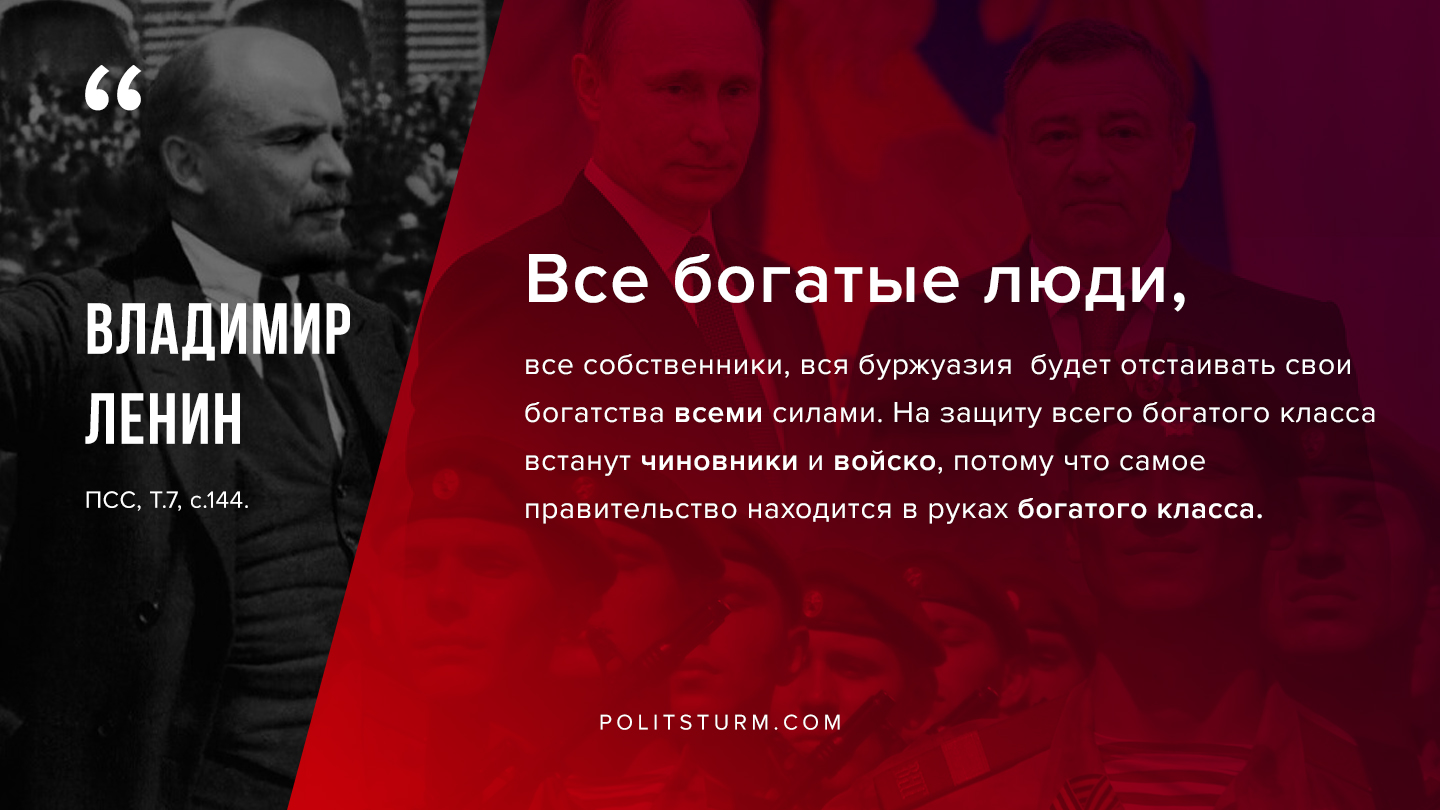 “
ВЛАДИМИР
ЛЕНИН
ПСС, Т.7, с.144.
Все богатые люди,
все собственники, вся буржуазия  будет отстаивать свои
богатства всеми силами. На защиту всего богатого класса
встанут чиновники и войско, потому что самое
правительство находится в руках богатого класса.
POLITSTURM.COM